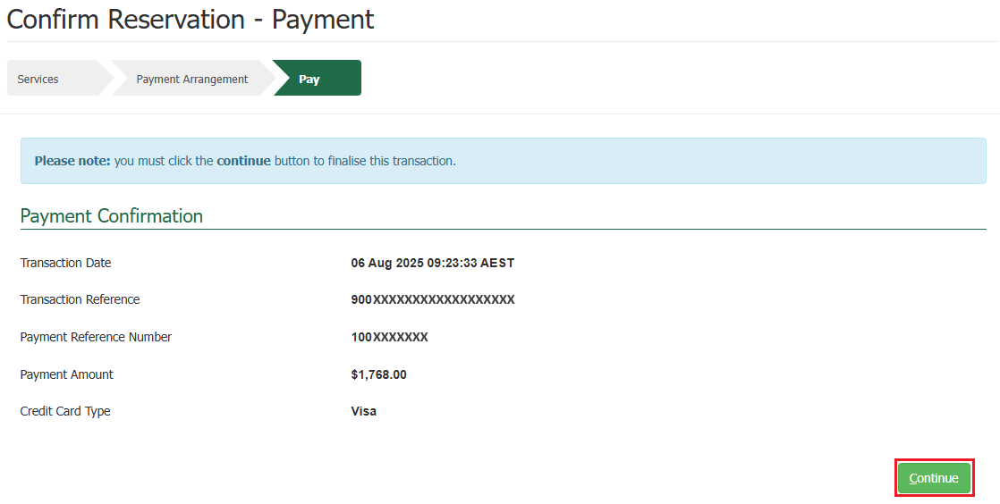 Confirm Reservation - Payment
Services Payment Arrangement Pay
Please note: you must click the continue button to finalise this transaction.
Payment Confirmation
Transaction Date 06 Aug 2025 09:23:33 AEST
Transaction Reference 900XXXXXXXXXXXXXXXXXX
Payment Reference Number 100XXXXXXX
Payment Amount $1,768.00
Credit Card Type Visa
Continue